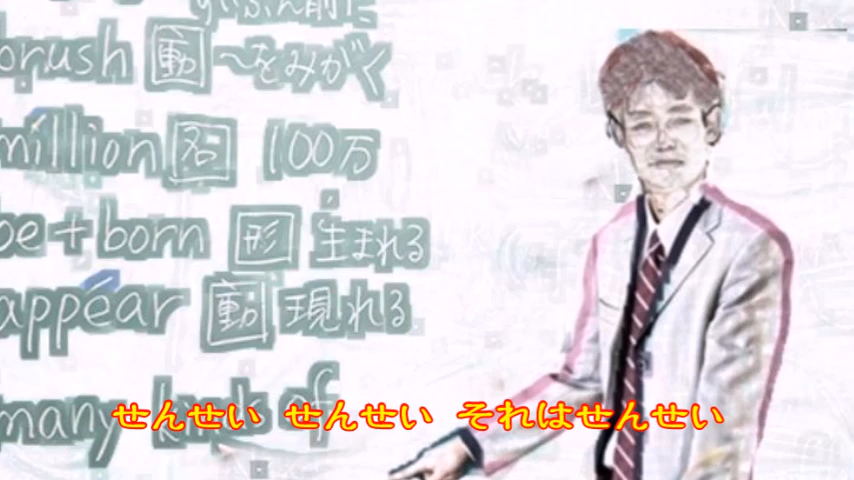 ずいぶん前に
brush 動 ～をみがく
million 名 100万
be+born 形 生まれる
appear 動 現れる
many kind of
せんせい せんせい それはせんせい